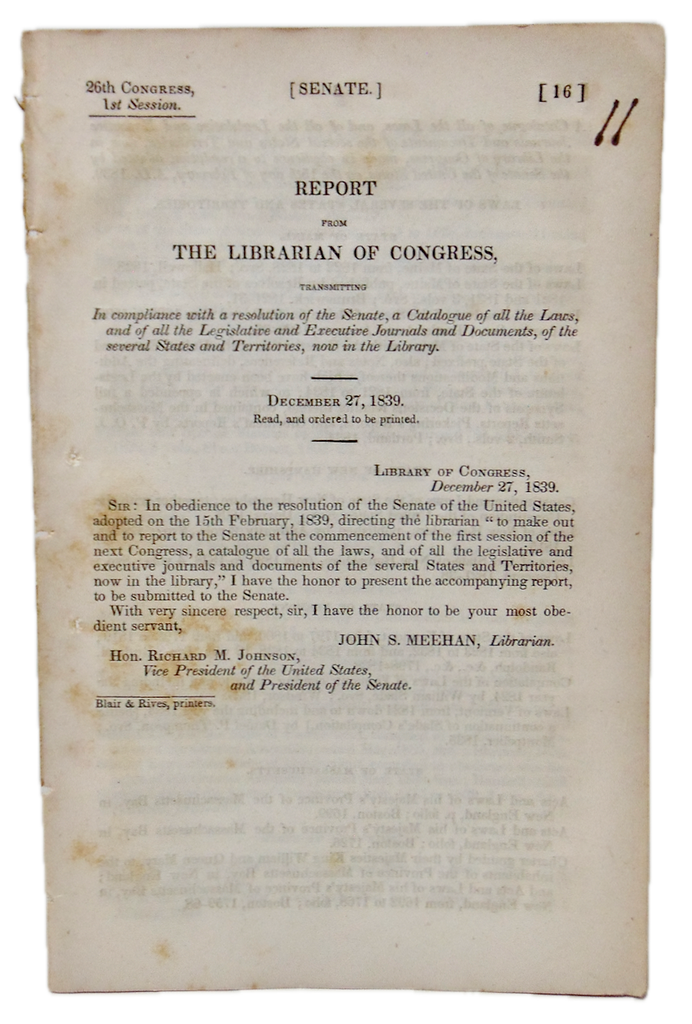 26th CONGRESS,
1st Session.
[ SENATE. ]
[ 16 ]
11
REPORT
FROM
THE LIBRARIAN OF CONGRESS,
TRANSMITTING
In compliance with a resolution of the Senate, a Catalogue of all the Laws,
and of all the Legislative and Executive Journals and Documents, of the
several States and Territories, now in the Library.
DECEMBER 27, 1839.
Read, and ordered to be printed.
LIBRARY OF CONGRESS,
December 27, 1839.
SIR: In obedience to the resolution of the Senate of the United States,
adopted on the 15th February, 1839, directing the librarian “ to make out
and to report to the Senate at the commencement of the first session of the
next Congress, a catalogue of all the laws, and of all the legislative and
executive journals and documents of the several States and Territories,
now in the library,” I have the honor to present the accompanying report,
to be submitted to the Senate.
With very sincere respect, sir, I have the honor to be your most obe-
dient servant,
JOHN S. MEEHAN, Librarian.
Hon. RICHARD M. JOHNSON,
Vice President of the United States,
and President of the Senate.
Blair & Rives, printers.